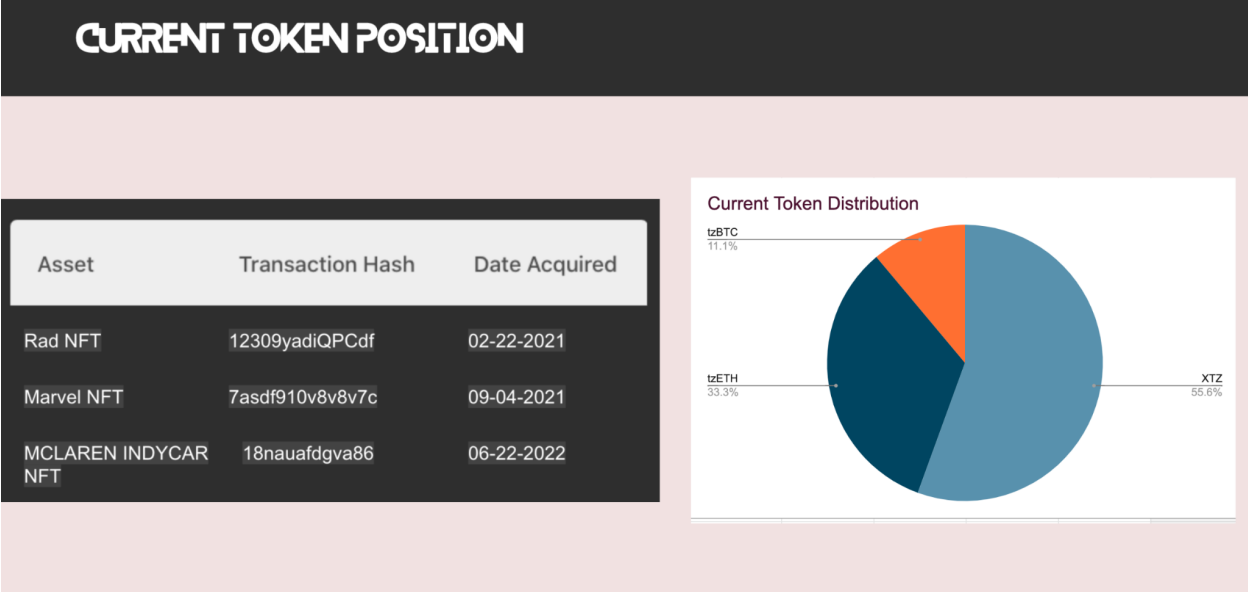 CURRENT TOKEN POSITION
Asset Transaction Hash Date Acquired
Rad NFT 12309yadiQPCdf 02-22-2021
Marvel NFT 7asdf910v8v8v7c 09-04-2021
MCLAREN INDYCAR 18nauafdgva86 06-22-2022
NFT
Current Token Distribution
tzBTC
11.1%
tzETH
33.3%
XTZ
55.6%